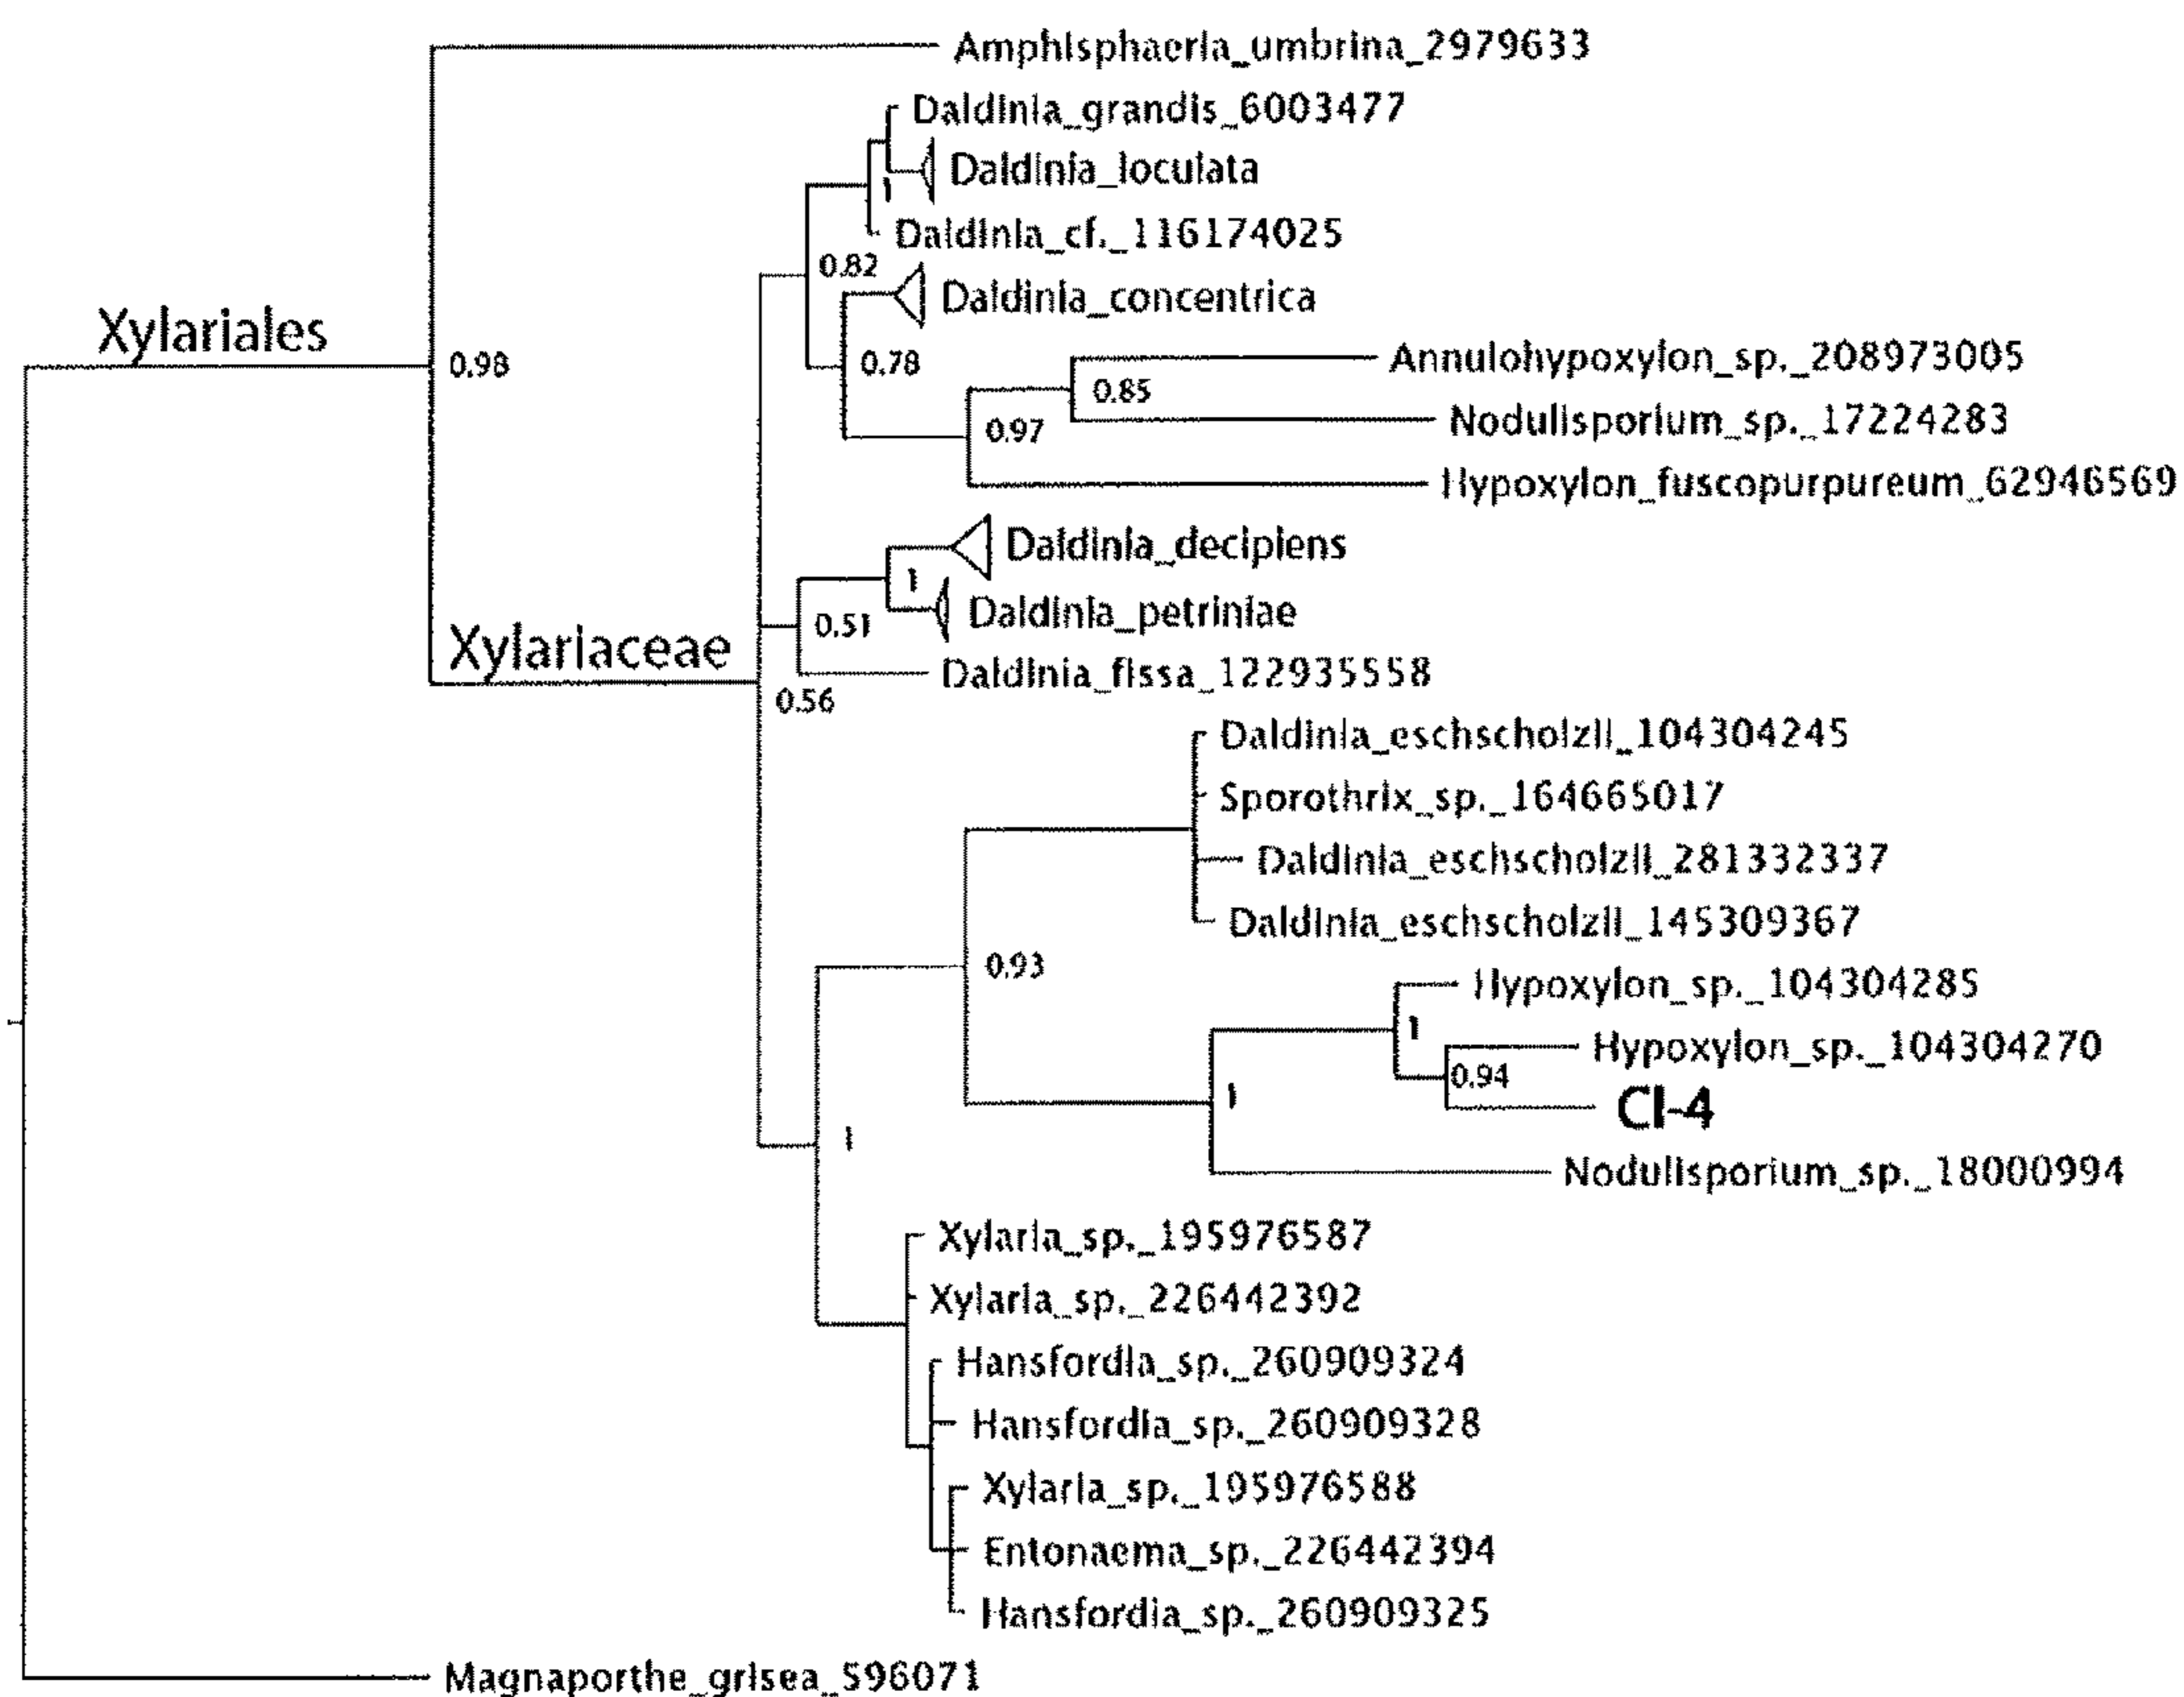 Amphisphaeria_umbrina_2979633
Daldinia_grandis_6003477
Daldinia_loculata
1
Daldinia_cf._116174025
0.82
Daldinia_concentrica
Xylariales
0.98
0.78
Annulohypoxylon_sp._208973005
0.85
Nodulisporium_sp._17224283
0.97
Hypoxylon_fuscopurpureum_62946569
Daldinia_decipiens
1
Daldinia_petriniae
0.51
Xylariaceae
Daldinia_fissa_122935558
0.56
Daldinia_eschscholzii_104304245
Sporothrix_sp._164665017
Daldinia_eschscholzii_281332337
Daldinia_eschscholzii_145309367
0.93
Hypoxylon_sp._104304285
1
Hypoxylon_sp._104304270
0.94
CI-4
1
1
Nodulisporium_sp._18000994
Xylaria_sp._195976587
Xylaria_sp._226442392
Hansfordia_sp._260909324
Hansfordia_sp._260909328
Xylaria_sp._195976588
Entonaema_sp._226442394
Hansfordia_sp._260909325
Magnaporthe_grisea_596071